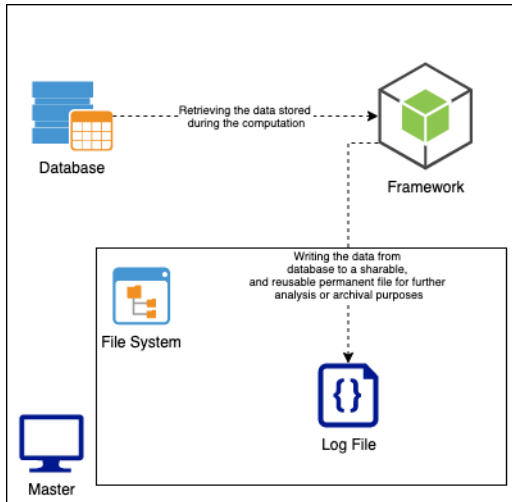 Retrieving the data stored
during the computation
Database
Framework
Writing the data from
database to a sharable,
and reusable permanent file for further
analysis or archival purposes
File System
Log File
Master